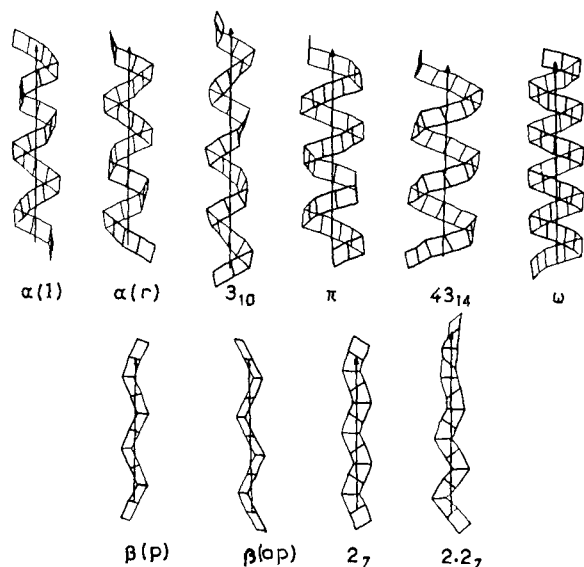 α(l) α(r) 3₁₀ π 43₁₄ ω
β(p) β(ap) 2₇ 2.2₇